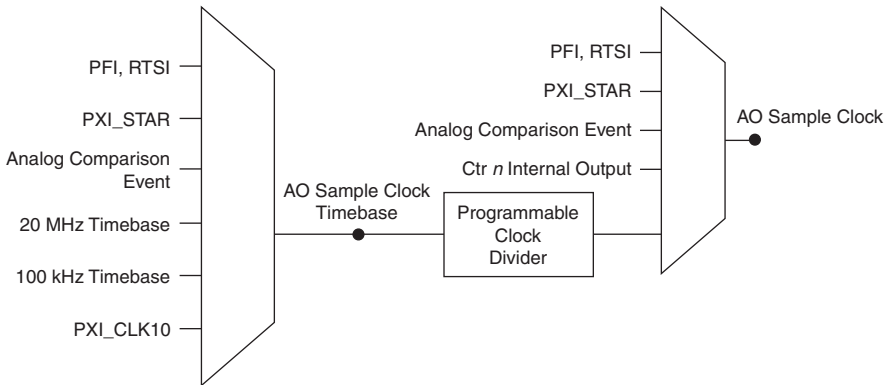 PFI, RTSI
PXI_STAR
Analog Comparison
Event
20 MHz Timebase
100 kHz Timebase
PXI_CLK10
AO Sample Clock
Timebase
Programmable
Clock
Divider
PFI, RTSI
PXI_STAR
Analog Comparison Event
Ctr n Internal Output
AO Sample Clock